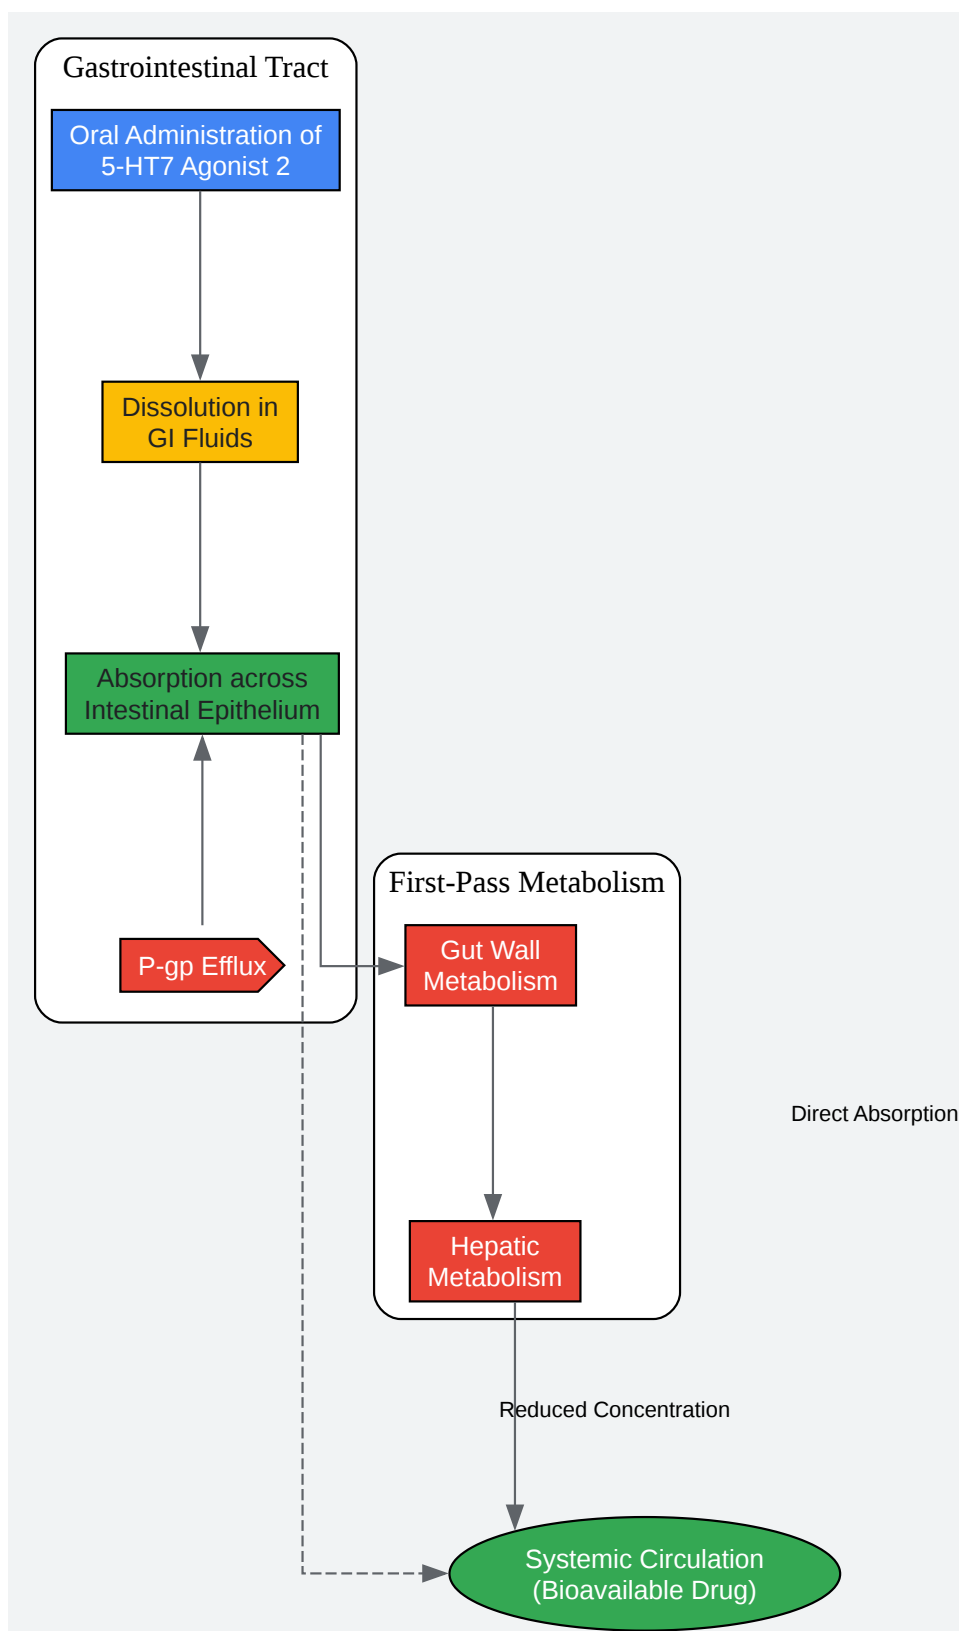 Gastrointestinal Tract
Oral Administration of
5-HT7 Agonist 2
Dissolution in
GI Fluids
Absorption across
Intestinal Epithelium
P-gp Efflux
First-Pass Metabolism
Gut Wall
Metabolism
Direct Absorption
Hepatic
Metabolism
Reduced Concentration
Systemic Circulation
(Bioavailable Drug)